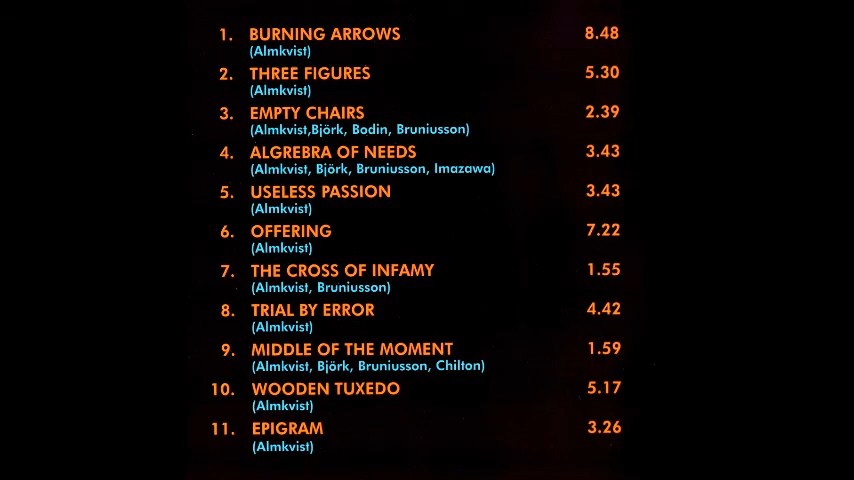 1. BURNING ARROWS 8.48
(Almkvist)
2. THREE FIGURES 5.30
(Almkvist)
3. EMPTY CHAIRS 2.39
(Almkvist,Björk, Bodin, Bruniusson)
4. ALGREBRA OF NEEDS 3.43
(Almkvist, Björk, Bruniusson, Imazawa)
5. USELESS PASSION 3.43
(Almkvist)
6. OFFERING 7.22
(Almkvist)
7. THE CROSS OF INFAMY 1.55
(Almkvist, Bruniusson)
8. TRIAL BY ERROR 4.42
(Almkvist)
9. MIDDLE OF THE MOMENT 1.59
(Almkvist, Björk, Bruniusson, Chilton)
10. WOODEN TUXEDO 5.17
(Almkvist)
11. EPIGRAM 3.26
(Almkvist)